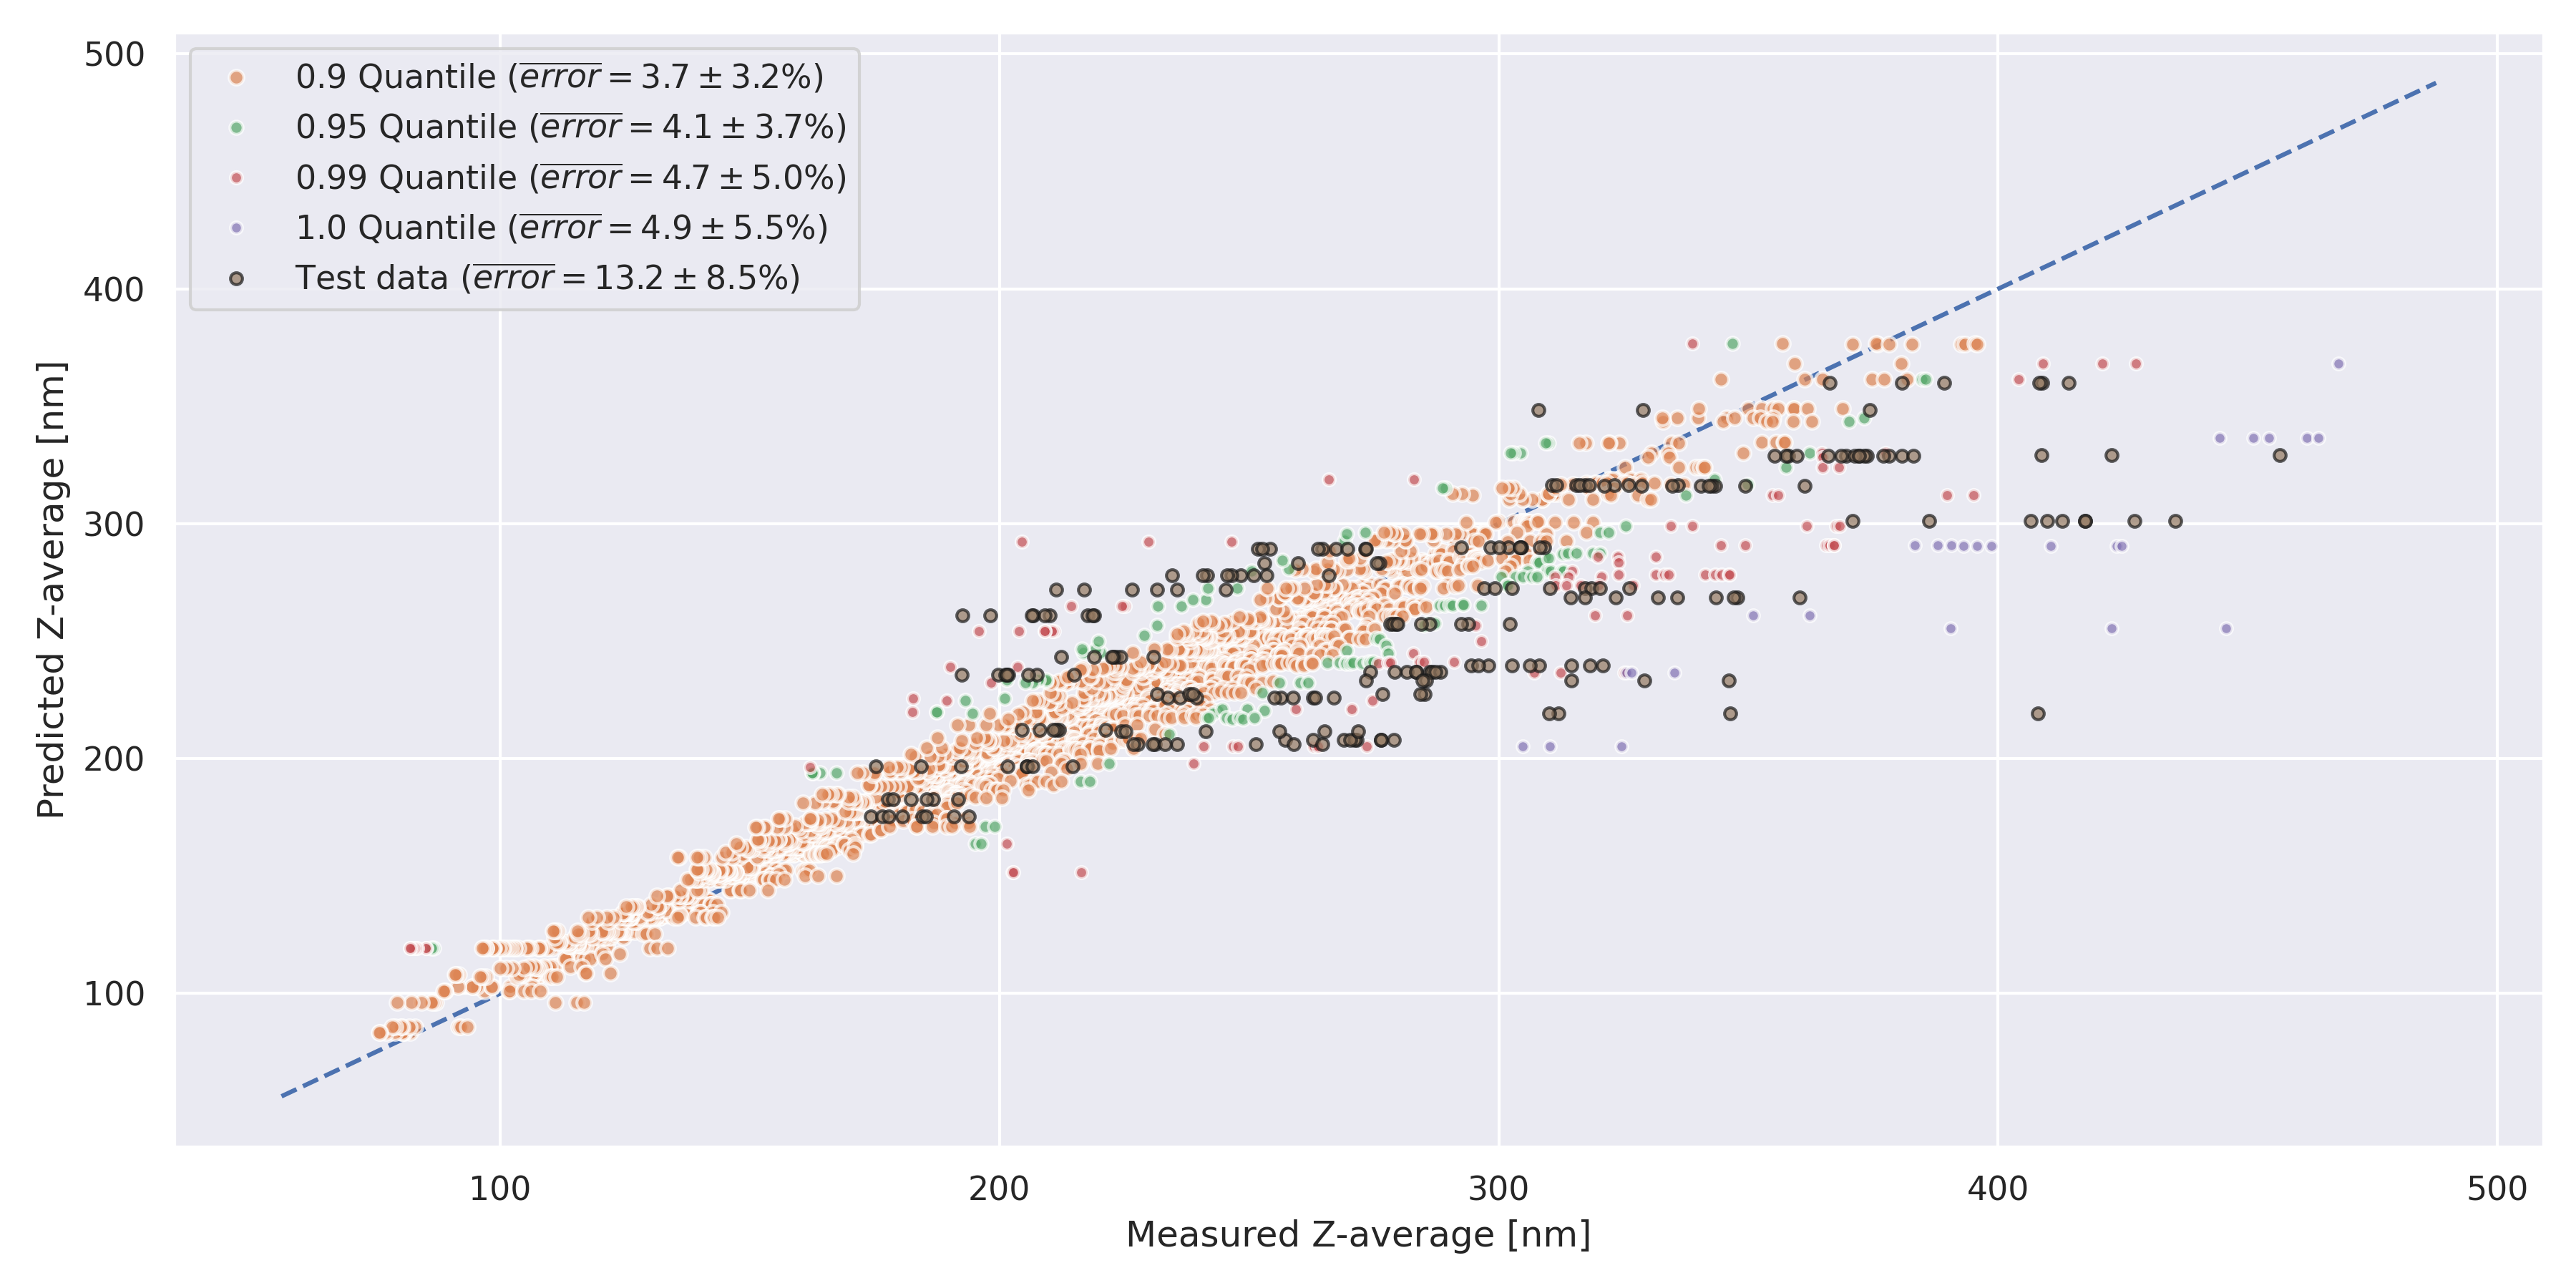 0.9 Quantile (error = 3.7 ± 3.2%)
0.95 Quantile (error = 4.1 ± 3.7%)
0.99 Quantile (error = 4.7 ± 5.0%)
1.0 Quantile (error = 4.9 ± 5.5%)
Test data (error = 13.2 ± 8.5%)
500
400
300
200
100
Predicted Z-average [nm]
100 200 300 400 500
Measured Z-average [nm]